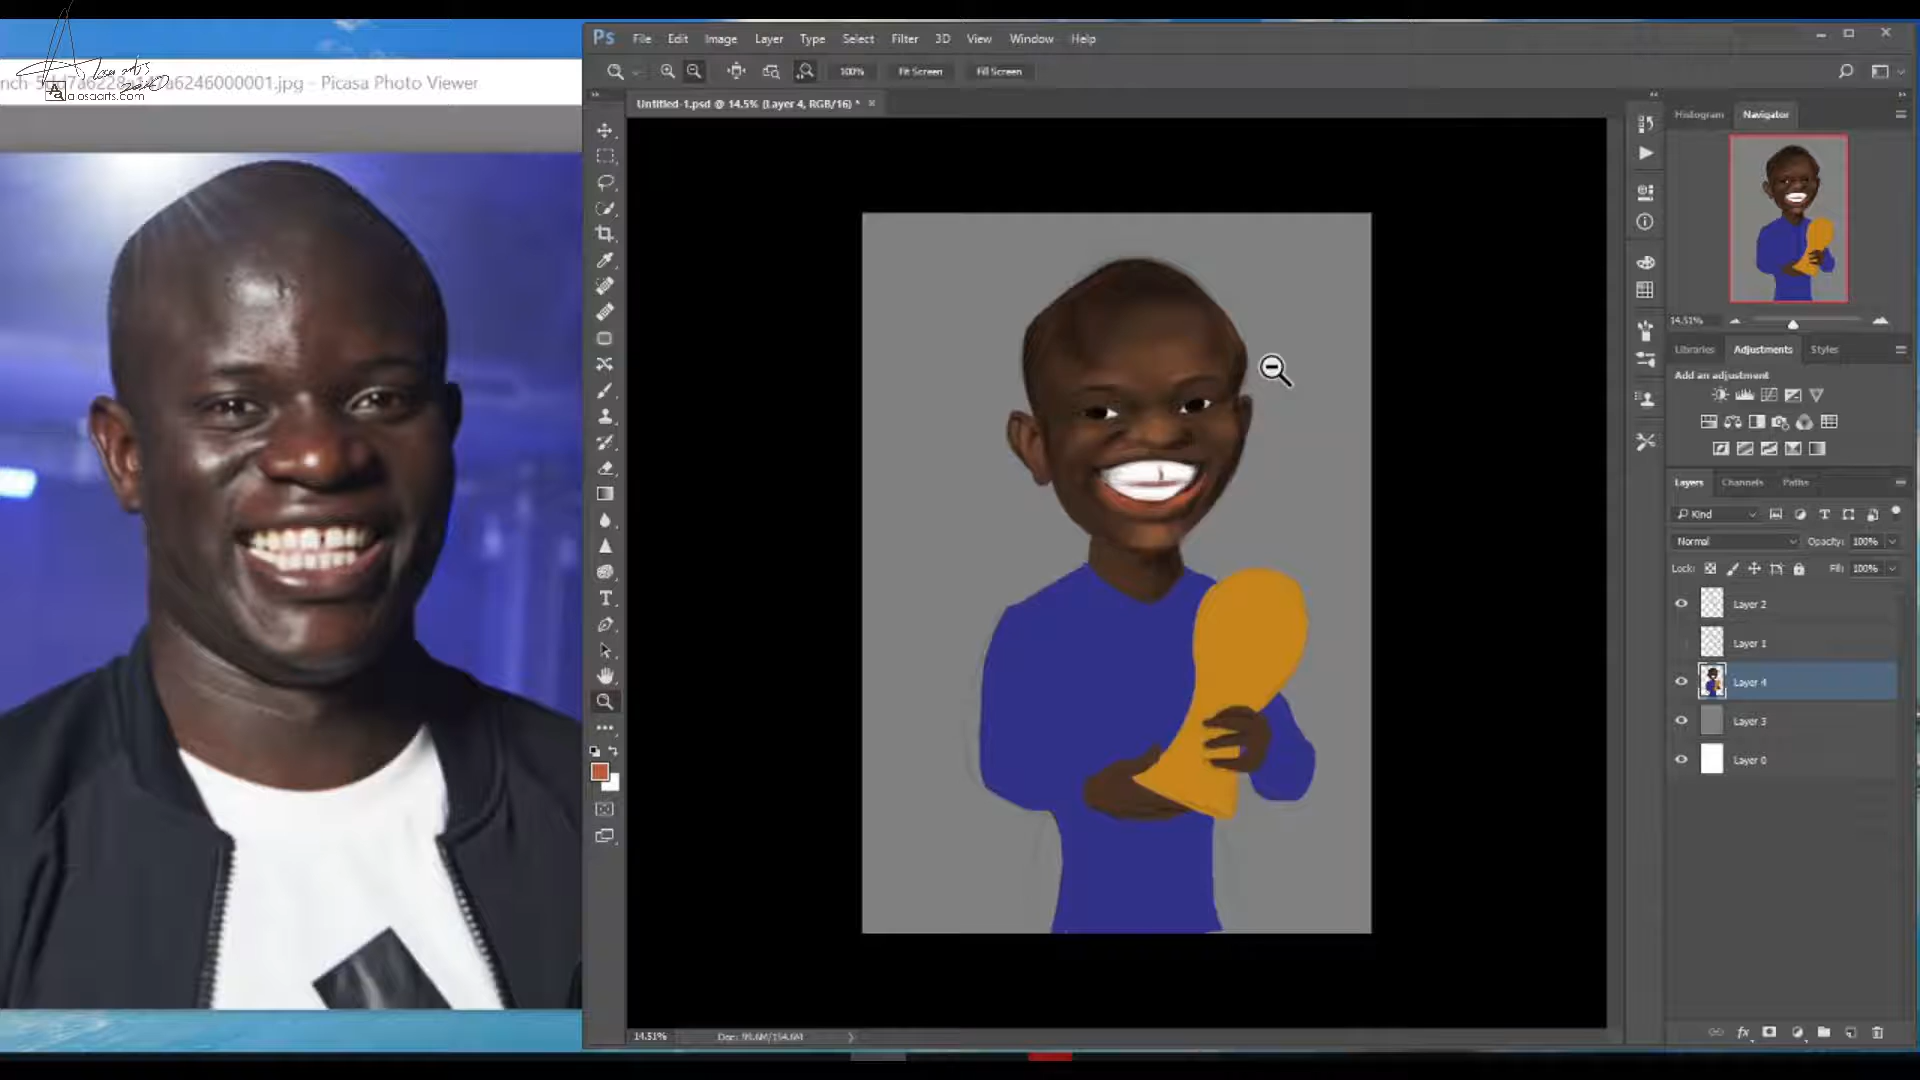 alosaarts.com
6246000001.jpg - Picasa Photo Viewer
Ps File Edit Image Layer Type Select Filter 3D View Window Help
100% Fit Screen Fill Screen
Untitled-1.psd @ 14.5% (Layer 4, RGB/16) *
Histogram Navigator
14.51%
Libraries Adjustments Styles
Add an adjustment
Layers Channels Paths
Kind
Normal Opacity: 100%
Lock: Fill: 100%
Layer 2
Layer 1
Layer 4
Layer 3
Layer 0
14.51%